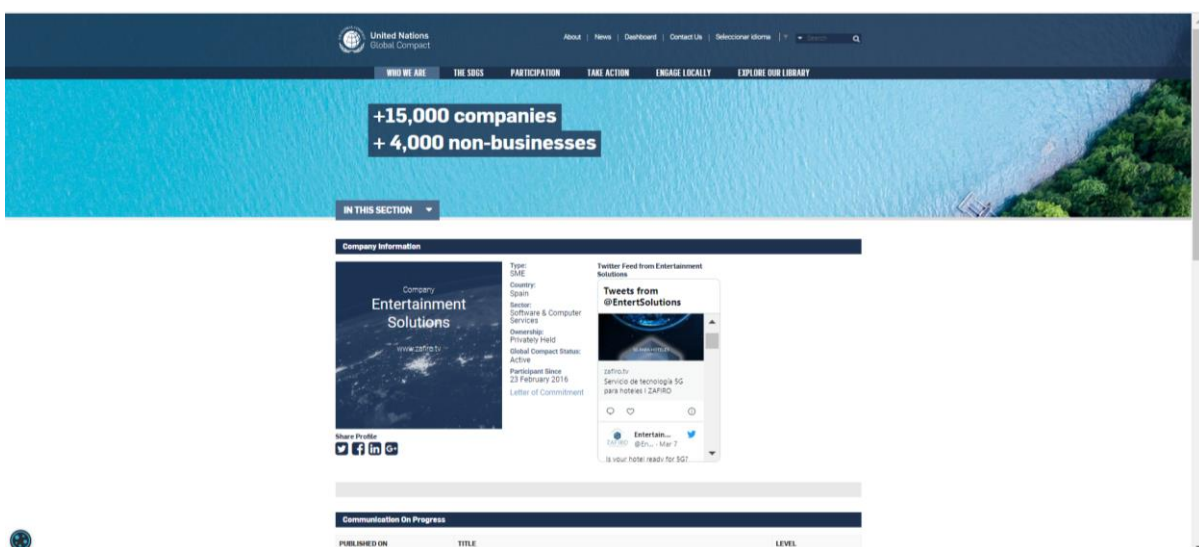 United Nations
Global Compact
About | News | Dashboard | Contact Us | Seleccionar idioma | ▼ Search
WHO WE ARE THE SDGS PARTICIPATION TAKE ACTION ENGAGE LOCALLY EXPLORE OUR LIBRARY
+15,000 companies
+ 4,000 non-businesses
IN THIS SECTION
Company Information
Company
Entertainment
Solutions
www.zafiro.tv
Share Profile
Type:
SME
Country:
Spain
Sector:
Software & Computer
Services
Ownership:
Privately Held
Global Compact Status:
Active
Participant Since
23 February 2016
Letter of Commitment
Twitter Feed from Entertainment
Solutions
Tweets from
@EntertSolutions
zafiro.tv
Servicio de tecnología 5G
para hoteles | ZAFIRO
Entertain...
@En... · Mar 7
Is your hotel ready for 5G?
Communication On Progress
PUBLISHED ON TITLE LEVEL